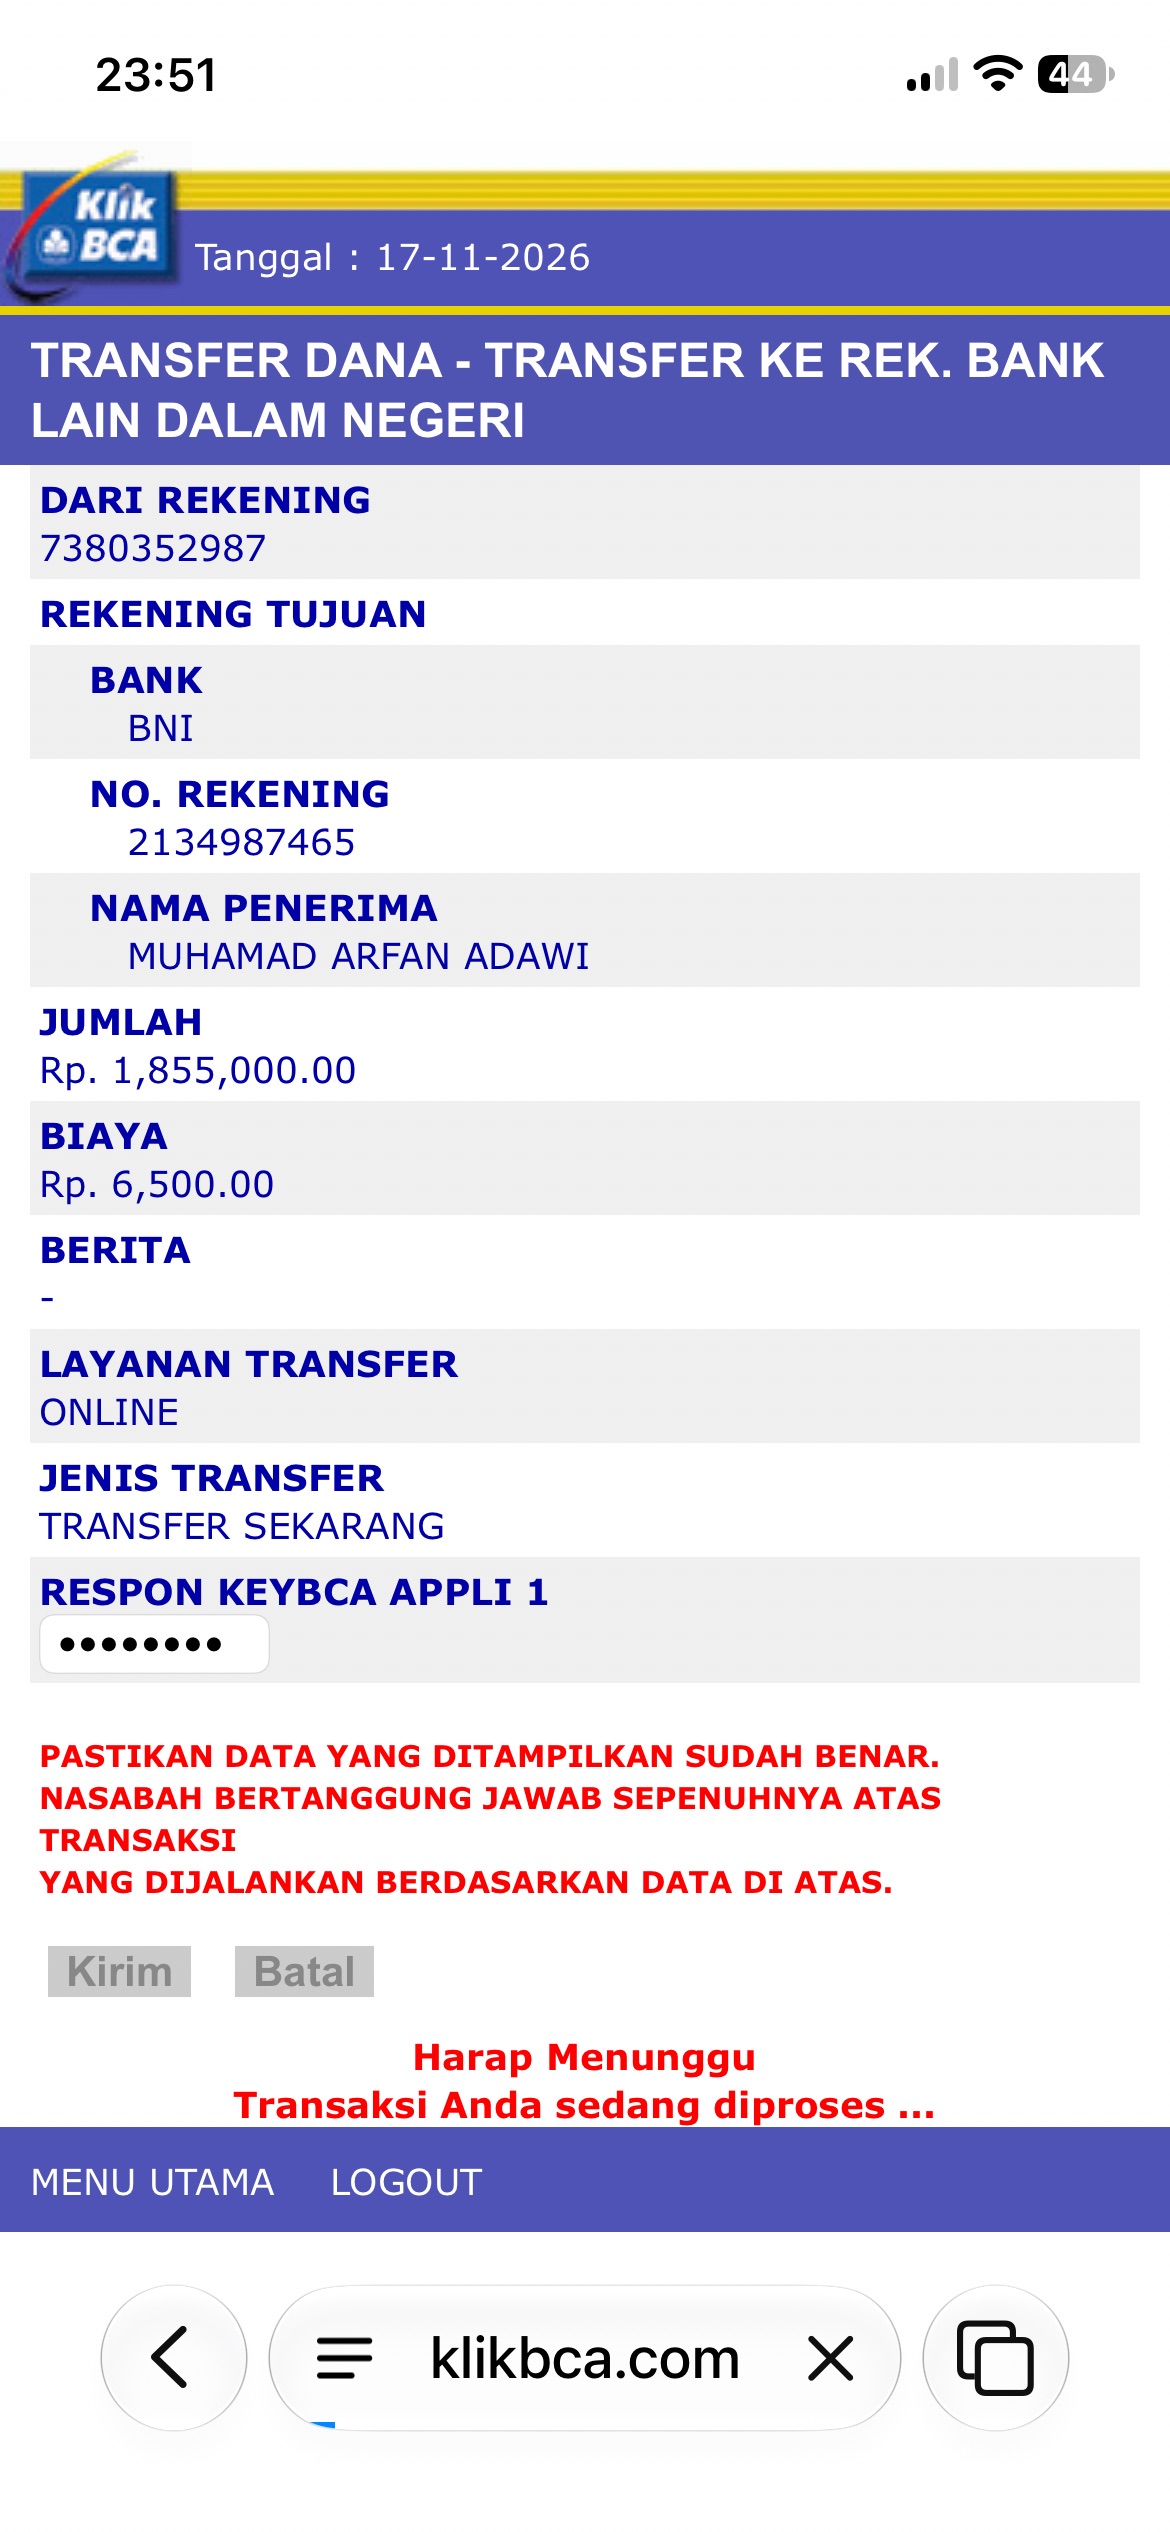 23:51
44
Klik
BCA
Tanggal : 17-11-2026
TRANSFER DANA - TRANSFER KE REK. BANK
LAIN DALAM NEGERI
DARI REKENING
7380352987
REKENING TUJUAN
BANK
BNI
NO. REKENING
2134987465
NAMA PENERIMA
MUHAMAD ARFAN ADAWI
JUMLAH
Rp. 1,855,000.00
BIAYA
Rp. 6,500.00
BERITA
-
LAYANAN TRANSFER
ONLINE
JENIS TRANSFER
TRANSFER SEKARANG
RESPON KEYBCA APPLI 1
••••••••
PASTIKAN DATA YANG DITAMPILKAN SUDAH BENAR.
NASABAH BERTANGGUNG JAWAB SEPENUHNYA ATAS
TRANSAKSI
YANG DIJALANKAN BERDASARKAN DATA DI ATAS.
Kirim Batal
Harap Menunggu
Transaksi Anda sedang diproses ...
MENU UTAMA LOGOUT
klikbca.com